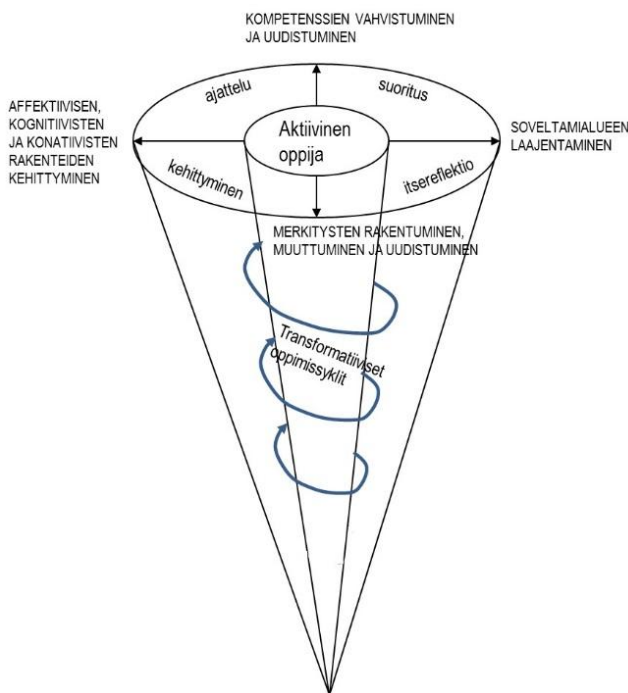 KOMPETENSSIEN VAHVISTUMINEN
JA UUDISTUMINEN
ajattelu
suoritus
AFFEKTIIVISEN,
KOGNITIIVISTEN
JA KONATIIVISTEN
RAKENTEIDEN
KEHITTYMINEN
Aktiivinen
oppija
SOVELTAMIALUEEN
LAAJENTAMINEN
kehittyminen
itsereflektio
MERKITYSTEN RAKENTUMINEN,
MUUTTUMINEN JA UUDISTUMINEN
Transformatiiviset
oppimissyklit